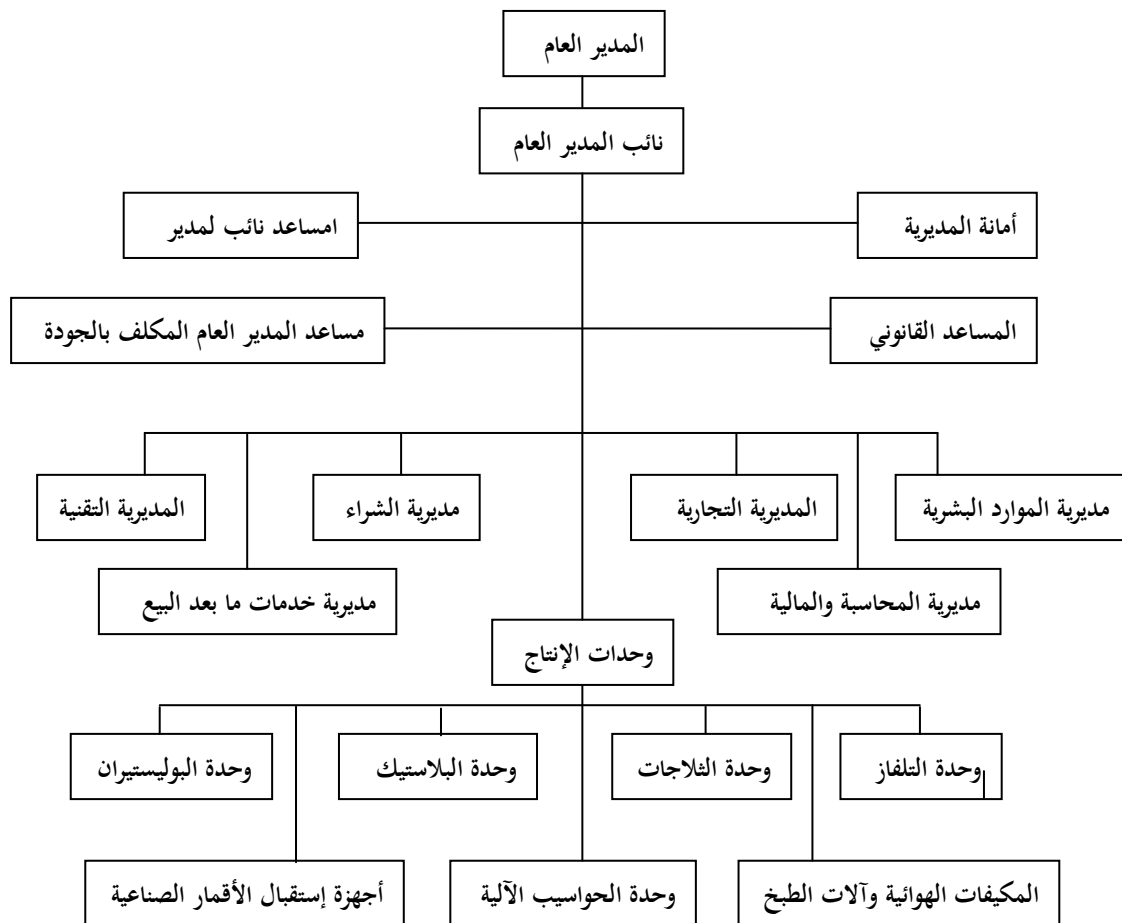 المدير العام
نائب المدير العام
أمانة المديرية
امساعد نائب لمدير
المساعد القانوني
مساعد المدير العام المكلف بالجودة
مديرية الموارد البشرية
المديرية التجارية
مديرية الشراء
المديرية التقنية
مديرية المحاسبة والمالية
مديرية خدمات ما بعد البيع
وحدات الإنتاج
وحدة التلفاز
وحدة الثلاجات
وحدة البلاستيك
وحدة البوليستيران
المكيفات الهوائية وآلات الطبخ
وحدة الحواسيب الآلية
أجهزة إستقبال الأقمار الصناعية